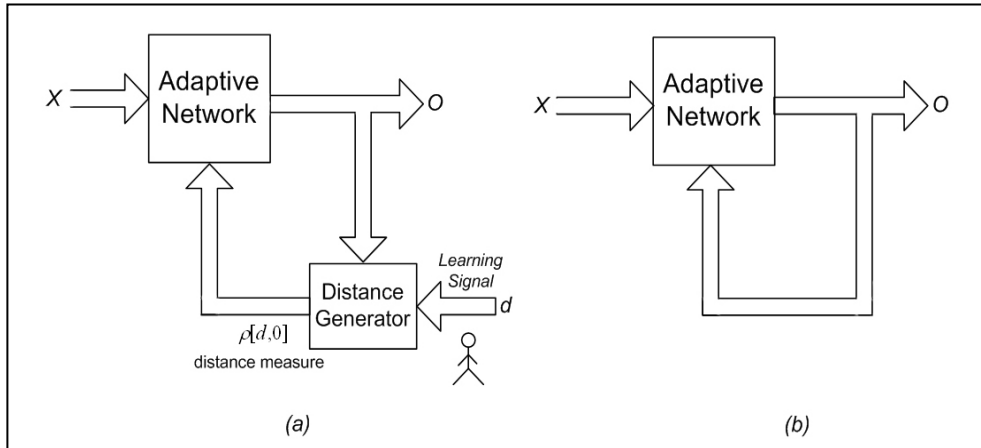 X
Adaptive
Network
O
Learning
Signal
Distance
Generator
d
ρ[d,0]
distance measure
(a)
X
Adaptive
Network
O
(b)